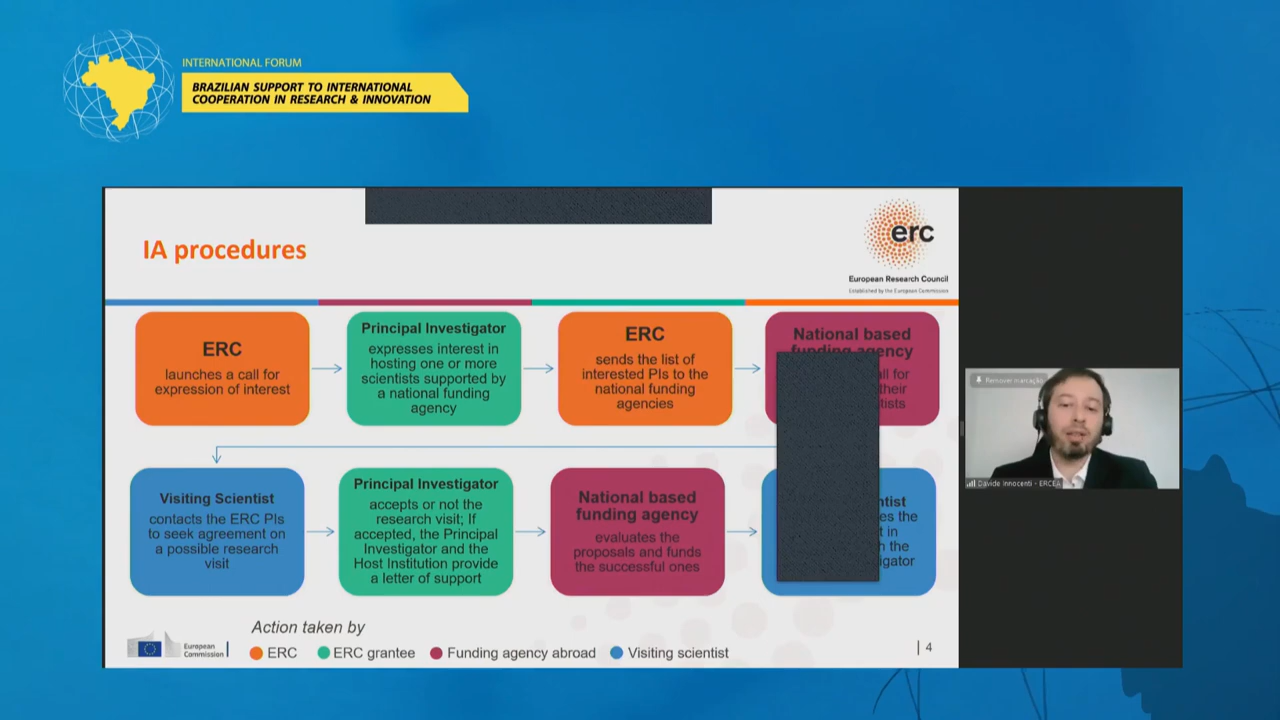 INTERNATIONAL FORUM
BRAZILIAN SUPPORT TO INTERNATIONAL
COOPERATION IN RESEARCH & INNOVATION
IA procedures
erc
European Research Council
Established by the European Commission
ERC
launches a call for
expression of interest
Principal Investigator
expresses interest in
hosting one or more
scientists supported by
a national funding
agency
ERC
sends the list of
interested PIs to the
national funding
agencies
National based
funding agency
for
their
Visiting Scientist
contacts the ERC PIs
to seek agreement on
a possible research
visit
Principal Investigator
accepts or not the
research visit; If
accepted, the Principal
Investigator and the
Host Institution provide
a letter of support
National based
funding agency
evaluates the
proposals and funds
the successful ones
the
in
the
Action taken by
ERC
ERC grantee
Funding agency abroad
Visiting scientist
European
Commission
4
Remover marcação
Davide Innocenti - ERCEA